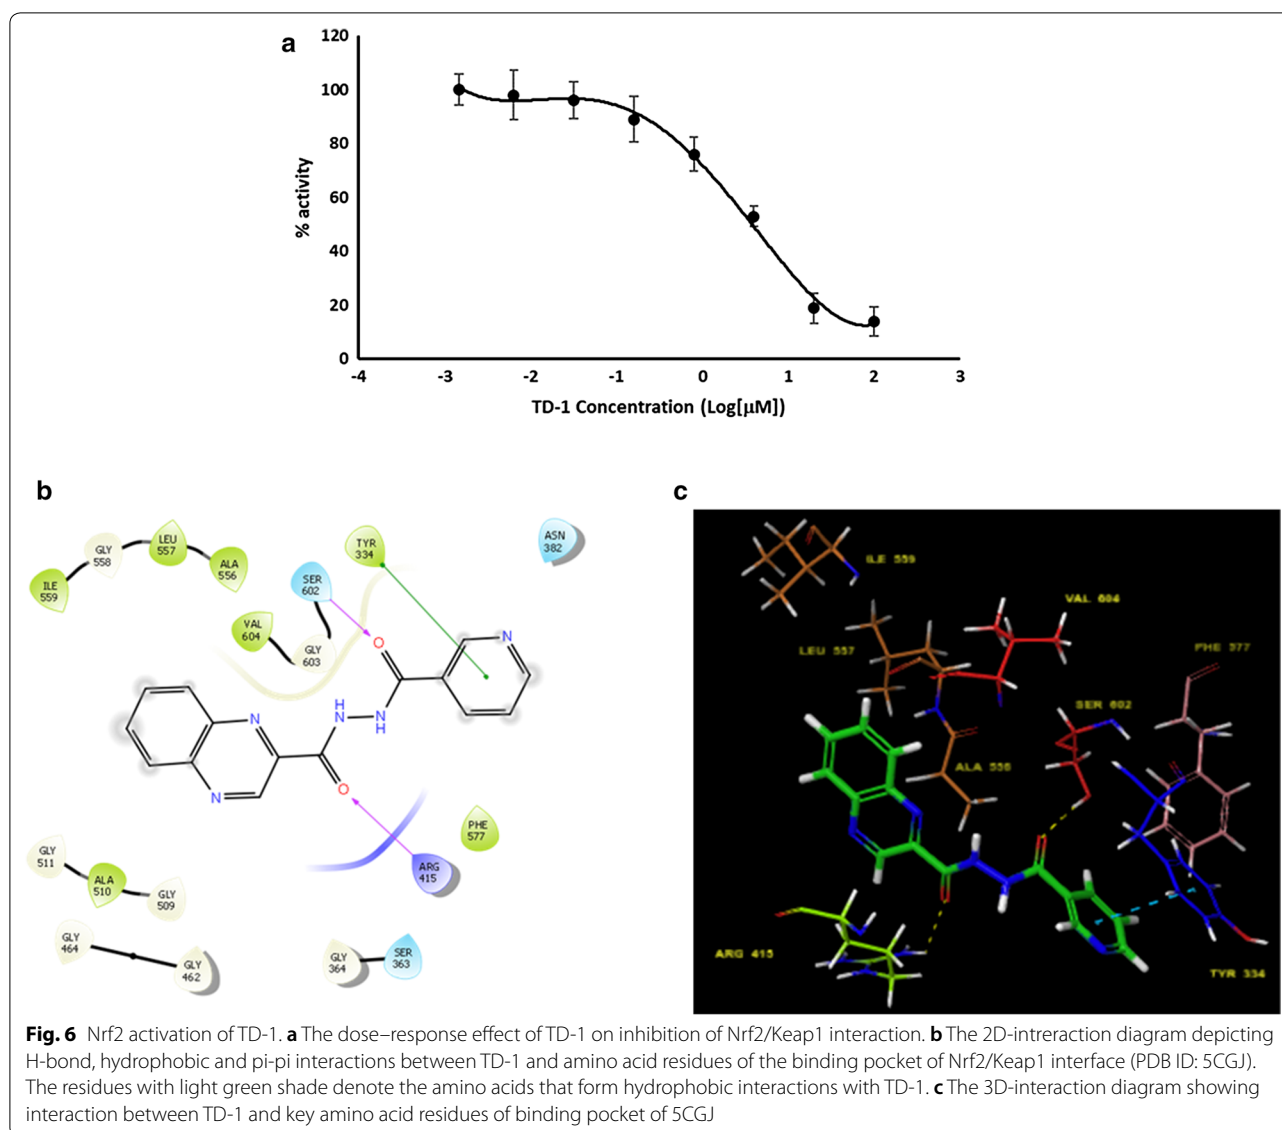 a
120
100
80
60
40
20
0
% activity
-4 -3 -2 -1 0 1 2 3
TD-1 Concentration (Log[µM])
b
LEU
557
GLY
558
ALA
556
ILE
559
TYR
334
ASN
382
SER
602
VAL
604
GLY
603
O
N
N
H
N
N
H
N
O
PHE
577
ARG
415
GLY
511
ALA
510
GLY
509
GLY
464
GLY
462
GLY
364
SER
363
c
ILE 559
VAL 604
LEU 557
PHE 577
SER 602
ALA 556
ARG 415
TYR 334
Fig. 6 Nrf2 activation of TD-1. a The dose–response effect of TD-1 on inhibition of Nrf2/Keap1 interaction. b The 2D-intreraction diagram depicting
H-bond, hydrophobic and pi-pi interactions between TD-1 and amino acid residues of the binding pocket of Nrf2/Keap1 interface (PDB ID: 5CGJ).
The residues with light green shade denote the amino acids that form hydrophobic interactions with TD-1. c The 3D-interaction diagram showing
interaction between TD-1 and key amino acid residues of binding pocket of 5CGJ